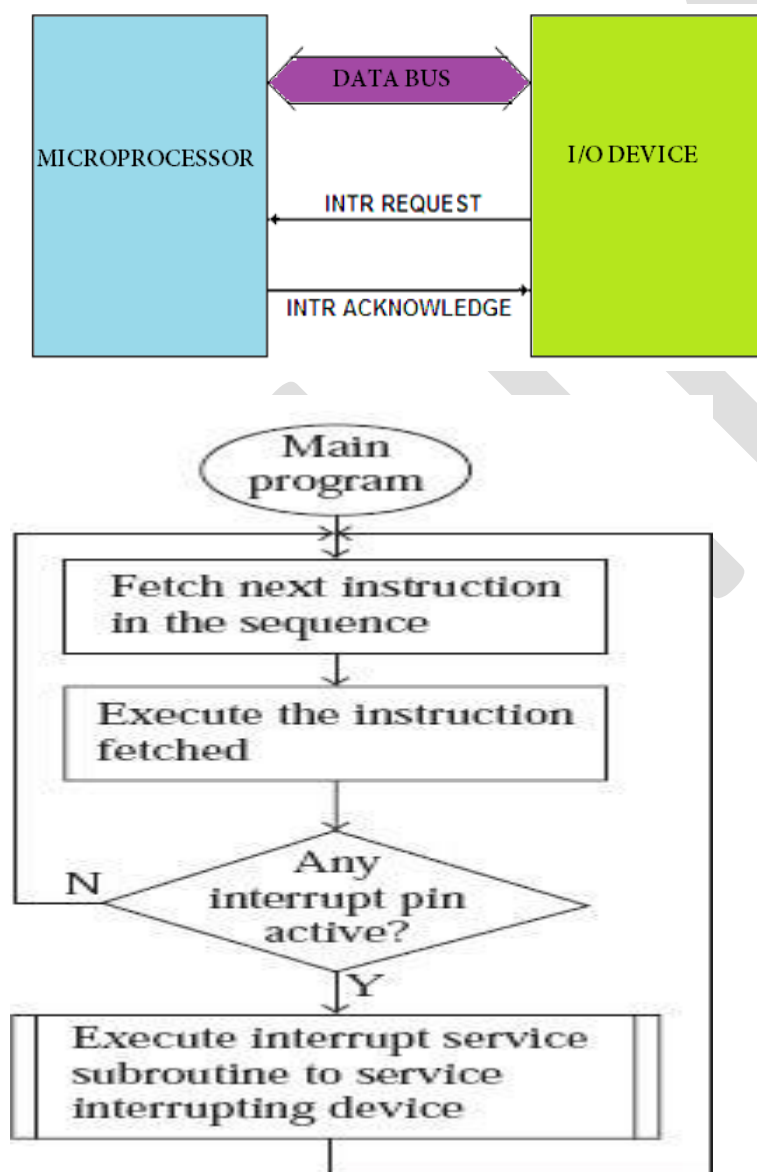 DATA BUS
MICROPROCESSOR
I/O DEVICE
INTR REQUEST
INTR ACKNOWLEDGE
Main
program
Fetch next instruction
in the sequence
Execute the instruction
fetched
Any
interrupt pin
active?
N
Y
Execute interrupt service
subroutine to service
interrupting device